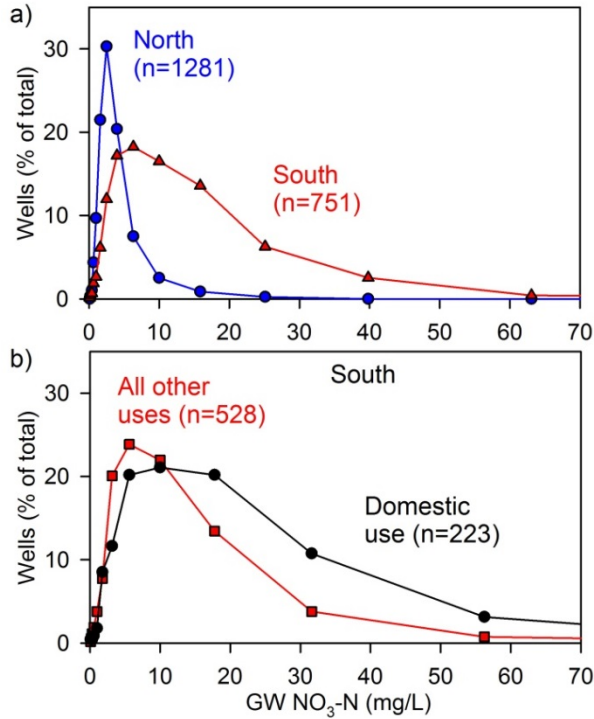 a)
Wells (% of total)
30
20
10
0
North
(n=1281)
South
(n=751)
0 10 20 30 40 50 60 70
b)
Wells (% of total)
30
20
10
0
South
All other
uses (n=528)
Domestic
use (n=223)
0 10 20 30 40 50 60 70
GW NO₃-N (mg/L)